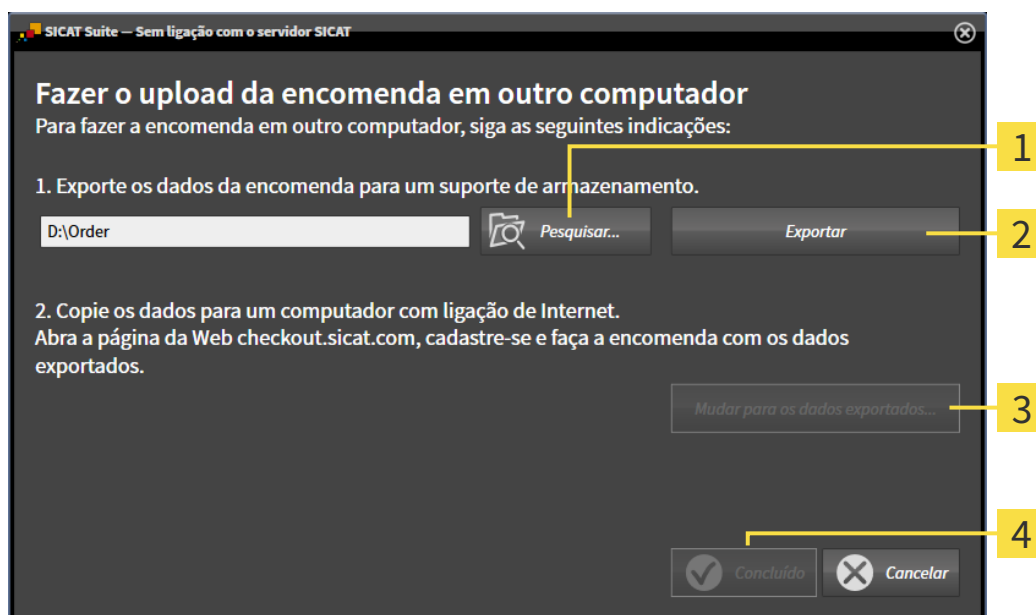 SICAT Suite — Sem ligação com o servidor SICAT
Fazer o upload da encomenda em outro computador
Para fazer a encomenda em outro computador, siga as seguintes indicações:
1
1. Exporte os dados da encomenda para um suporte de armazenamento.
D:\Order
Pesquisar...
Exportar
2
2. Copie os dados para um computador com ligação de Internet.
Abra a página da Web checkout.sicat.com, cadastre-se e faça a encomenda com os dados
exportados.
Mudar para os dados exportados...
3
4
Concluído
Cancelar